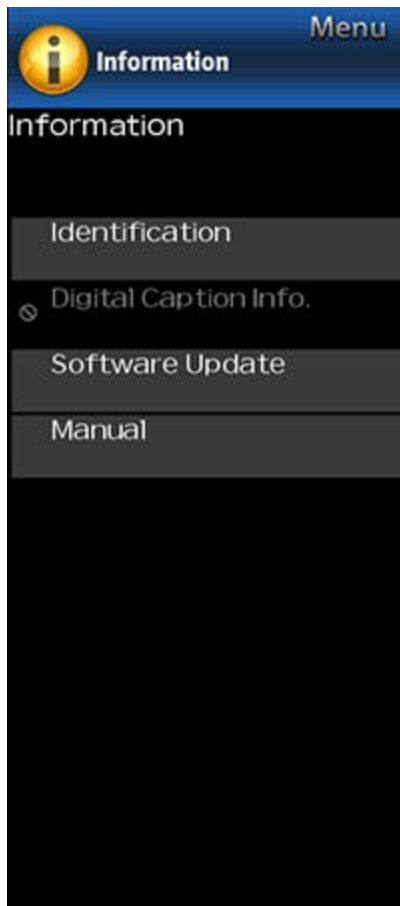 Menu
Information
Information
Identification
Digital Caption Info.
Software Update
Manual